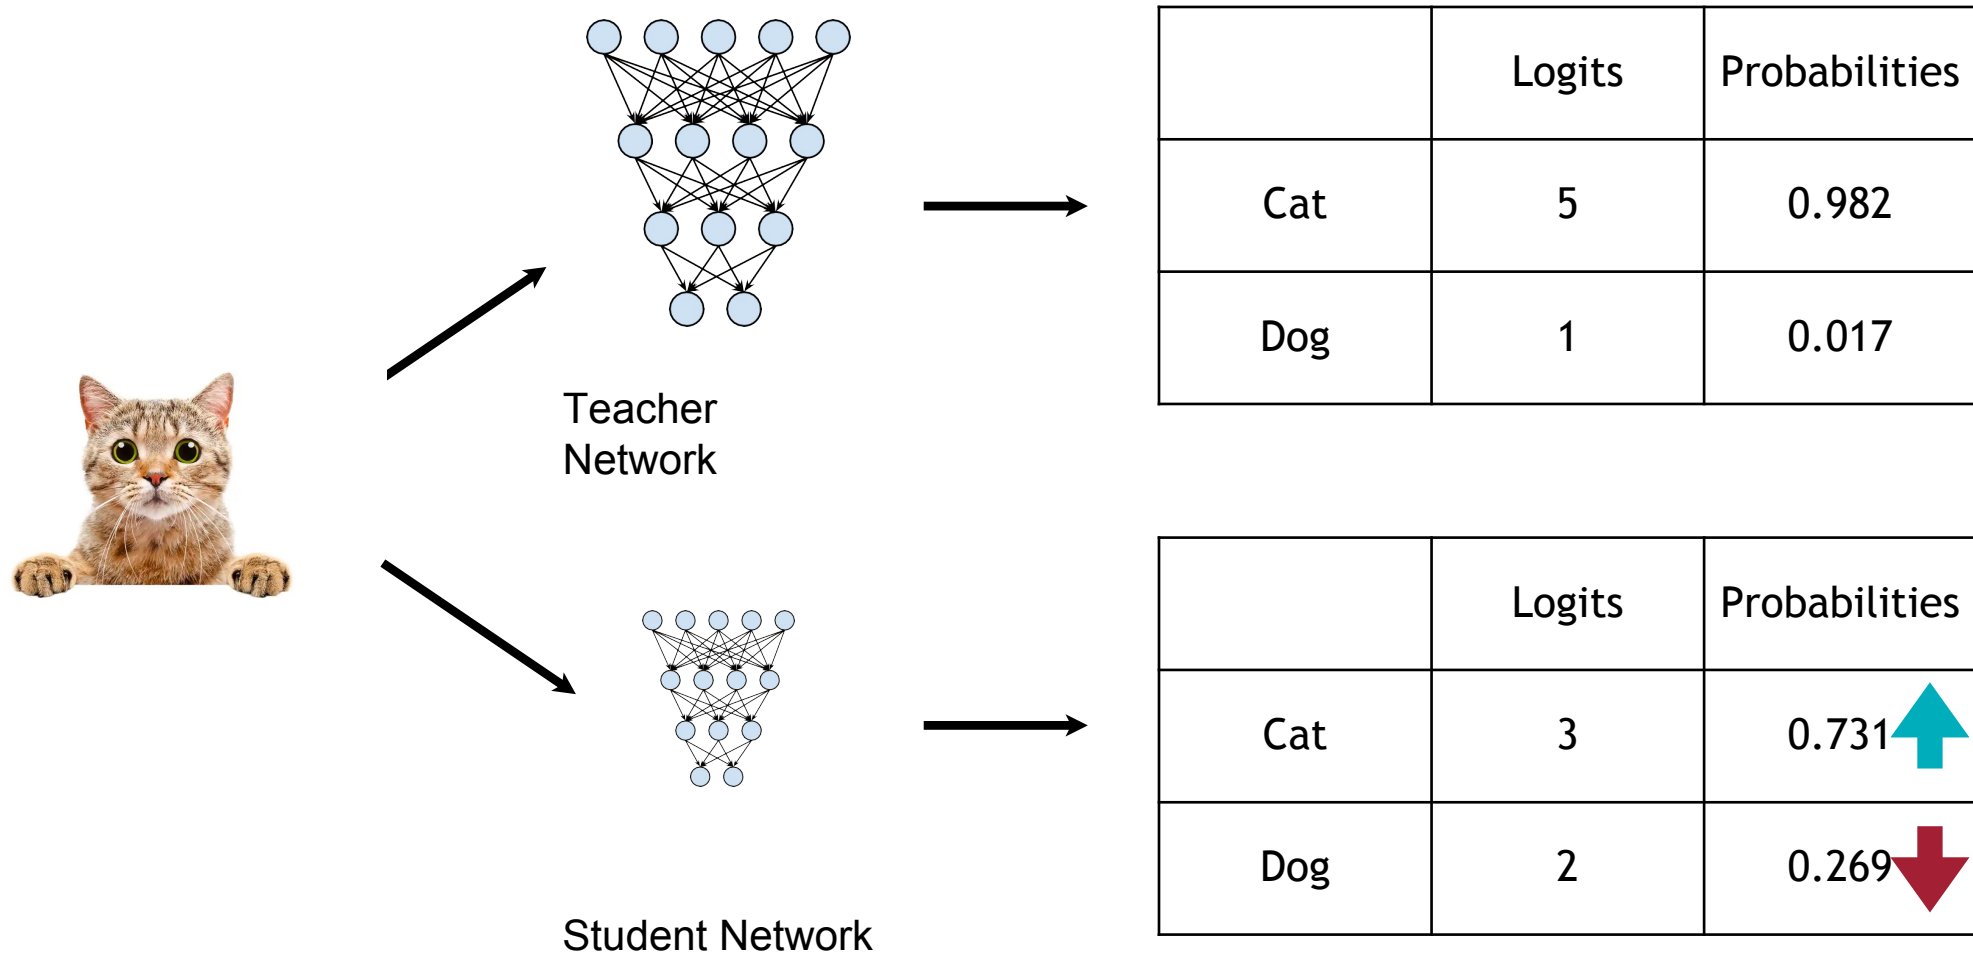 Logits Probabilities
Cat 5 0.982
Dog 1 0.017
Teacher
Network
Logits Probabilities
Cat 3 0.731
Dog 2 0.269
Student Network